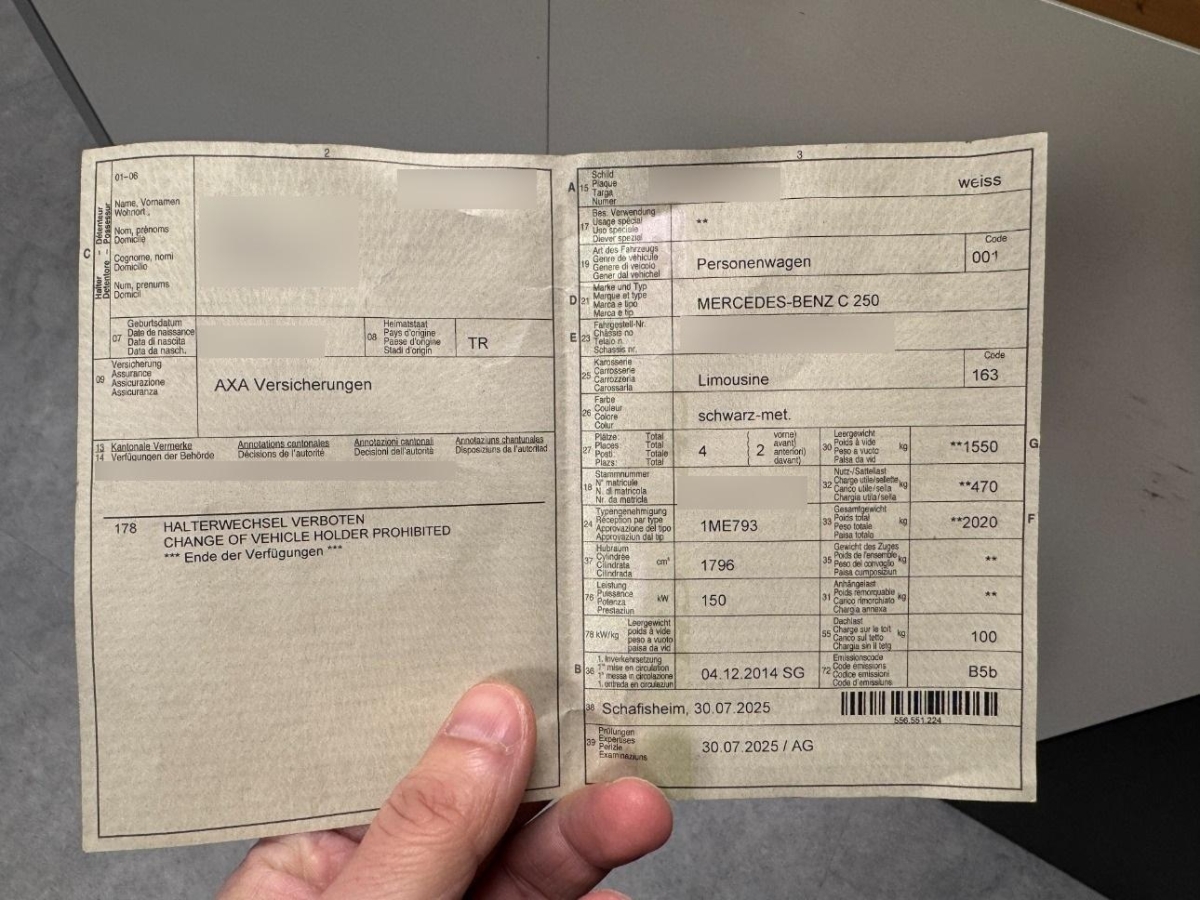 2
01-06
Halter - Détenteur
Detentore - Possessur
C
Name, Vornamen
Wohnort
Nom, prénoms
Domicile
Cognome, nomi
Domicilio
Num, prenums
Domicil
07
Geburtsdatum
Date de naissance
Data di nascita
Data da nasch.
08
Heimatstaat
Pays d'origine
Paese d'origine
Stadi d'origin
TR
09
Versicherung
Assurance
Assicurazione
Assicuranza
AXA Versicherungen
13 Kantonale Vermerke Annotations cantonales Annotazioni cantonali Annotaziuns chantunalas
14 Verfügungen der Behörde Décisions de l'autorité Decisioni dell'autorità Disposiziuns da l'autoritad
178 HALTERWECHSEL VERBOTEN
CHANGE OF VEHICLE HOLDER PROHIBITED
*** Ende der Verfügungen ***
3
A 15
Schild
Plaque
Targa
Numer
weiss
17
Bes. Verwendung
Usage spécial
Uso speciale
Diever spezial
**
19
Art des Fahrzeugs
Genre de véhicule
Genere di veicolo
Gener dal vehichel
Personenwagen
Code
001
D 21
Marke und Typ
Marque et type
Marca e tipo
Marca e tip
MERCEDES-BENZ C 250
E 23
Fahrgestell-Nr.
Châssis no
Telaio n.
Schassis nr.
25
Karosserie
Carrosserie
Carrozzeria
Carossaria
Limousine
Code
163
26
Farbe
Couleur
Colore
Colur
schwarz-met.
27
Plätze: Total
Places: Total
Posti: Totale
Plazs: Total
4
2
vorne)
avant)
anteriori)
davant)
30
Leergewicht
Poids à vide
Peso a vuoto
Paisa da vid
kg
**1550
G
18
Stammnummer
N° matricule
N. di matricola
Nr. da matricla
32
Nutz-/Sattellast
Charge utile/sellette
Carico utile/sella
Chargia utila/sella
kg
**470
24
Typengenehmigung
Réception par type
Approvazione del tipo
Approvaziun dal tip
1ME793
33
Gesamtgewicht
Poids total
Peso totale
Paisa totala
kg
**2020
F
37
Hubraum
Cylindrée
Cilindrata
Cilindrada
cm³
1796
35
Gewicht des Zuges
Poids de l'ensemble
Peso del convoglio
Paisa cumposiziun
kg
**
76
Leistung
Puissance
Potenza
Prestaziun
kW
150
31
Anhängelast
Poids remorquable
Carico rimorchiato
Chargia annexa
kg
**
78 kW/kg
Leergewicht
poids à vide
peso a vuoto
paisa da vid
55
Dachlast
Charge sur le toit
Carico sul tetto
Chargia sin il tetg
kg
100
B 36
1. Inverkehrsetzung
1re mise en circulation
1a messa in circolazione
1. entrada en circulaziun
04.12.2014 SG
72
Emissionscode
Code émissions
Codice emissioni
Code d'emissiuns
B5b
38 Schafisheim, 30.07.2025
556.551.224
39
Prüfungen
Expertises
Perizie
Examinaziuns
30.07.2025 / AG